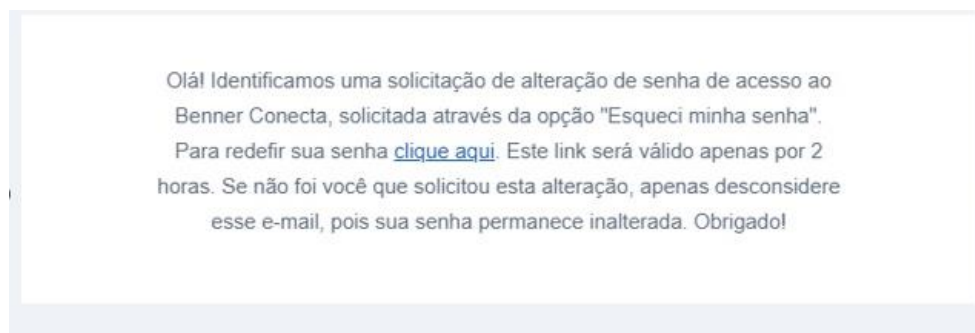 Olá! Identificamos uma solicitação de alteração de senha de acesso ao
Benner Conecta, solicitada através da opção "Esqueci minha senha".
Para redefir sua senha clique aqui. Este link será válido apenas por 2
horas. Se não foi você que solicitou esta alteração, apenas desconsidere
esse e-mail, pois sua senha permanece inalterada. Obrigado!